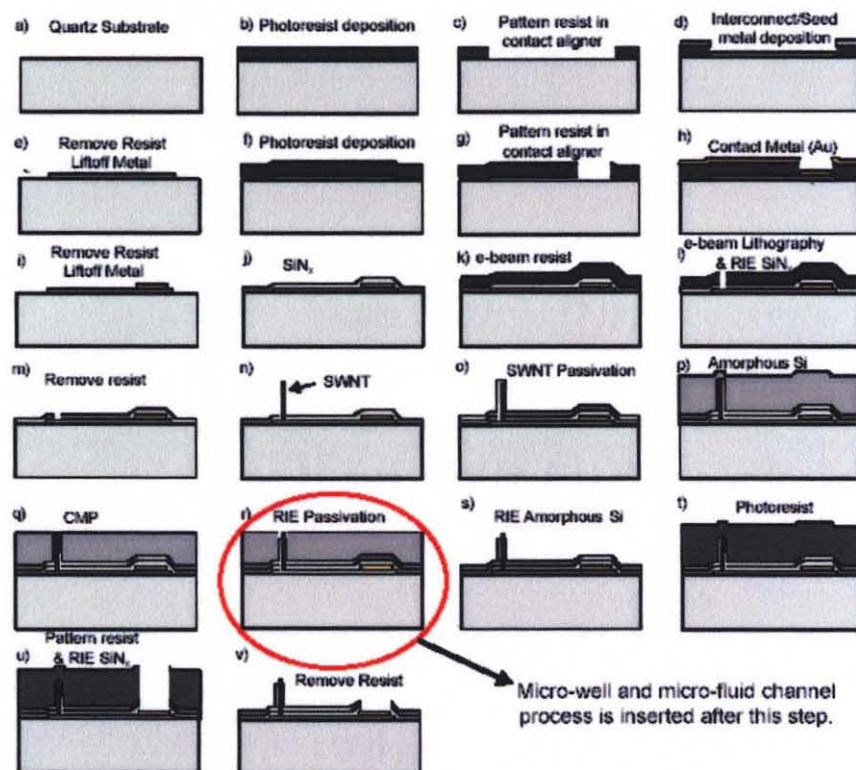 a) Quartz Substrate
b) Photoresist deposition
c) Pattern resist in
contact aligner
d) Interconnect/Seed
metal deposition
e) Remove Resist
Liftoff Metal
f) Photoresist deposition
g) Pattern resist in
contact aligner
h) Contact Metal (Au)
i) Remove Resist
Liftoff Metal
j) SiNₓ
k) e-beam resist
l) e-beam Lithography
& RIE SiNₓ
m) Remove resist
n) SWNT
o) SWNT Passivation
p) Amorphous Si
q) CMP
r) RIE Passivation
s) RIE Amorphous Si
t) Photoresist
u) Pattern resist
& RIE SiNₓ
v) Remove Resist
Micro-well and micro-fluid channel
process is inserted after this step.